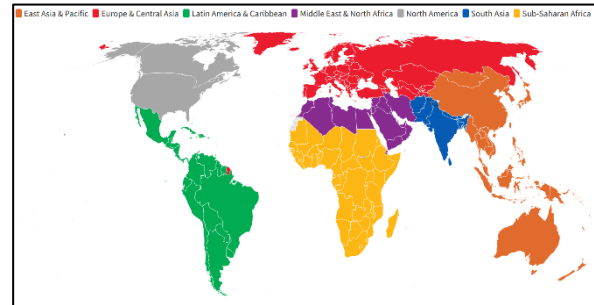 East Asia & Pacific Europe & Central Asia Latin America & Caribbean Middle East & North Africa North America South Asia Sub-Saharan Africa